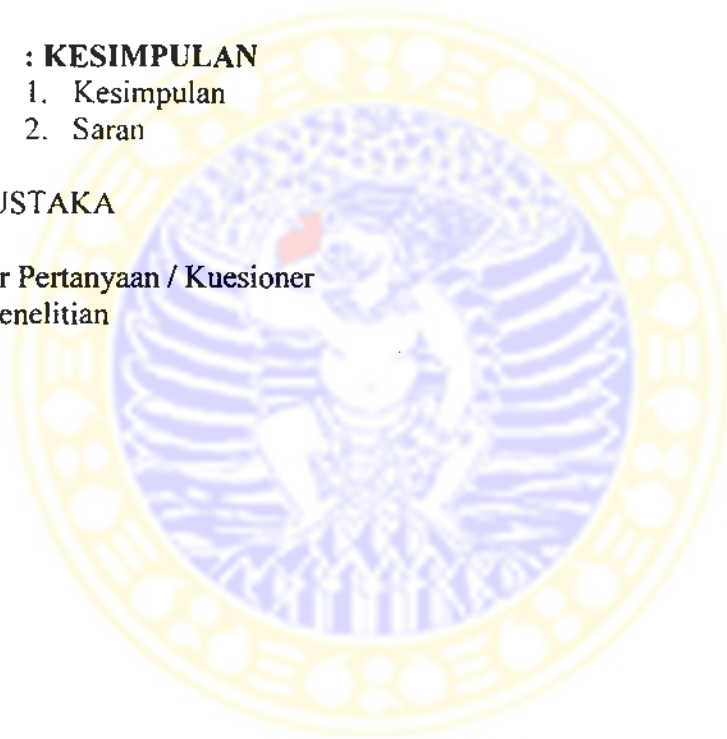 : KESIMPULAN
1. Kesimpulan
2. Saran
USTAKA
r Pertanyaan / Kuesioner
enelitian